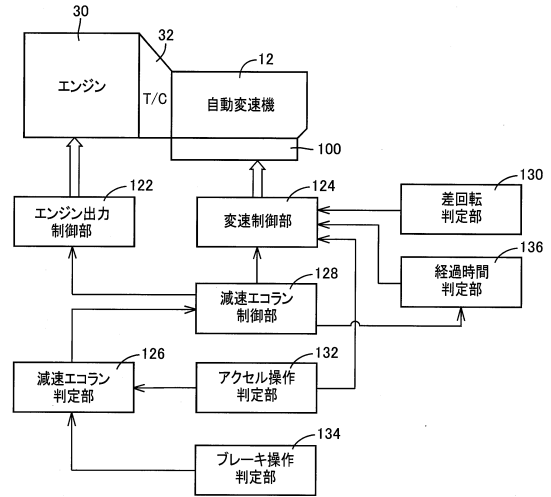 30
32
エンジン
T/C
12
自動変速機
100
122
エンジン出力
制御部
124
変速制御部
130
差回転
判定部
136
経過時間
判定部
128
減速エコラン
制御部
126
減速エコラン
判定部
132
アクセル操作
判定部
134
ブレーキ操作
判定部